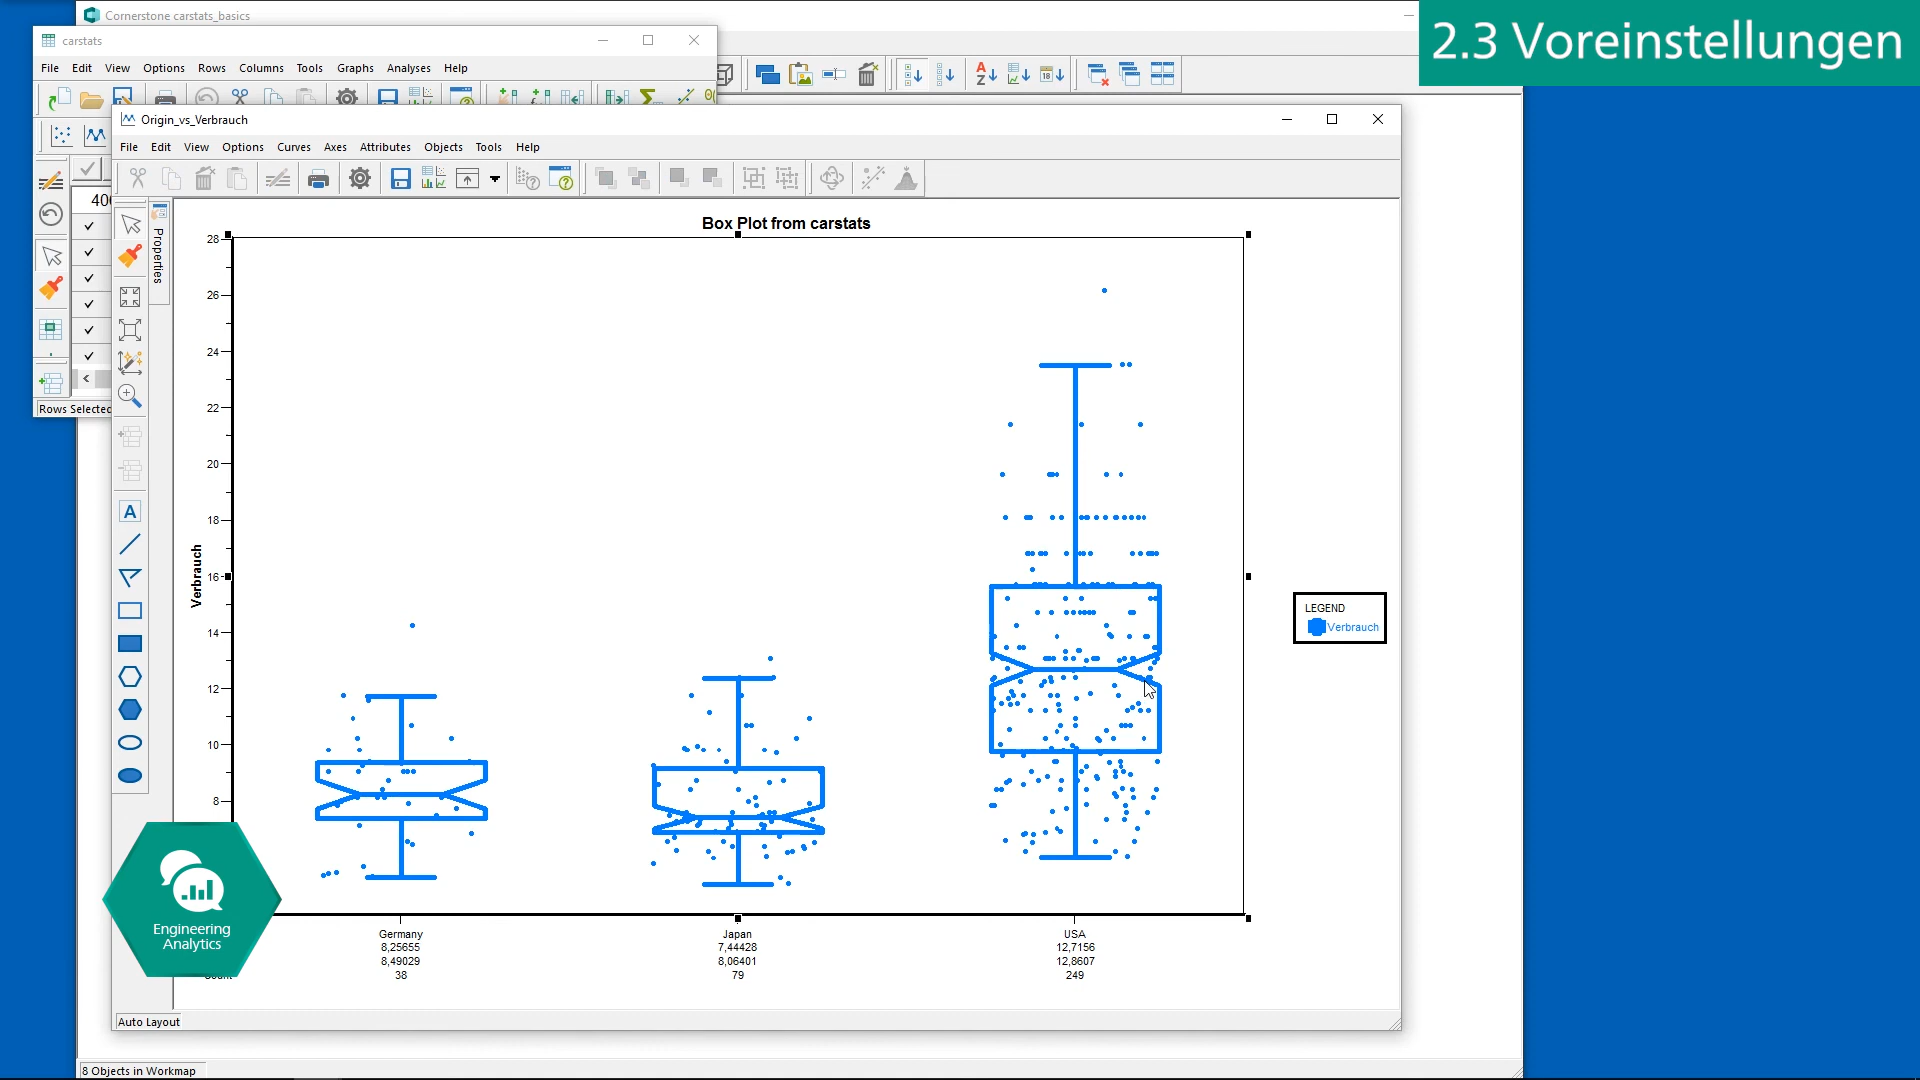 Cornerstone carstats_basics
2.3 Voreinstellungen
carstats
File Edit View Options Rows Columns Tools Graphs Analyses Help
Origin_vs_Verbrauch
File Edit View Options Curves Axes Attributes Objects Tools Help
Properties
Rows Selected
Box Plot from carstats
28
26
24
22
20
18
16
14
12
10
8
Verbrauch
LEGEND
Verbrauch
Germany Japan USA
8,25655 7,44428 12,7156
8,49029 8,06401 12,8607
38 79 249
Engineering
Analytics
Auto Layout
8 Objects in Workmap